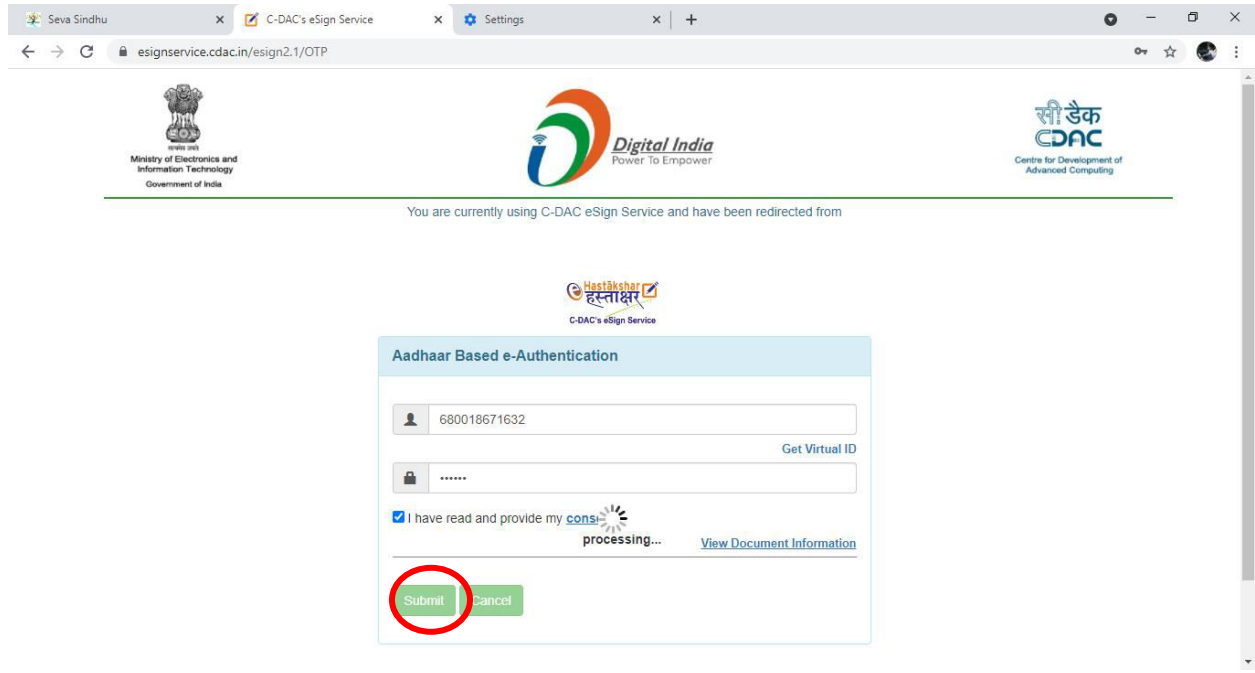 Seva Sindhu
C-DAC's eSign Service
Settings
esignservice.cdac.in/esign2.1/OTP
Ministry of Electronics and
Information Technology
Government of India
Digital India
Power To Empower
सी डैक
CDAC
Centre for Development of
Advanced Computing
You are currently using C-DAC eSign Service and have been redirected from
e Hastākshar
हस्ताक्षर
C-DAC's eSign Service
Aadhaar Based e-Authentication
680018671632
Get Virtual ID
······
I have read and provide my
processing...
View Document Information
Submit Cancel